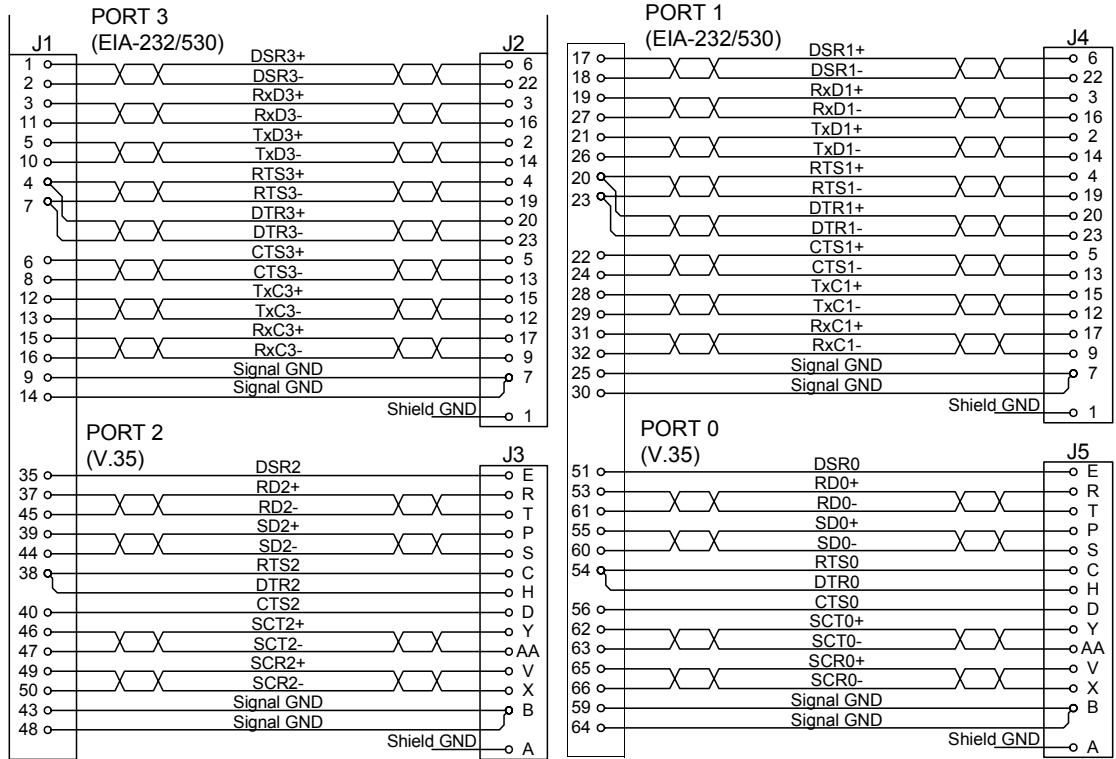 PORT 3
(EIA-232/530)
J1 J2
1 DSR3+ 6
2 DSR3- 22
3 RxD3+ 3
11 RxD3- 16
5 TxD3+ 2
10 TxD3- 14
4 RTS3+ 4
7 RTS3- 19
DTR3+ 20
DTR3- 23
6 CTS3+ 5
8 CTS3- 13
12 TxC3+ 15
13 TxC3- 12
15 RxC3+ 17
16 RxC3- 9
9 Signal GND 7
14 Signal GND
Shield GND 1
PORT 2
(V.35)
J3
35 DSR2 E
37 RD2+ R
45 RD2- T
39 SD2+ P
44 SD2- S
38 RTS2 C
DTR2 H
40 CTS2 D
46 SCT2+ Y
47 SCT2- AA
49 SCR2+ V
50 SCR2- X
43 Signal GND B
48 Signal GND
Shield GND A
PORT 1
(EIA-232/530)
J4
17 DSR1+ 6
18 DSR1- 22
19 RxD1+ 3
27 RxD1- 16
21 TxD1+ 2
26 TxD1- 14
20 RTS1+ 4
23 RTS1- 19
DTR1+ 20
DTR1- 23
22 CTS1+ 5
24 CTS1- 13
28 TxC1+ 15
29 TxC1- 12
31 RxC1+ 17
32 RxC1- 9
25 Signal GND 7
30 Signal GND
Shield GND 1
PORT 0
(V.35)
J5
51 DSR0 E
53 RD0+ R
61 RD0- T
55 SD0+ P
60 SD0- S
54 RTS0 C
DTR0 H
56 CTS0 D
62 SCT0+ Y
63 SCT0- AA
65 SCR0+ V
66 SCR0- X
59 Signal GND B
64 Signal GND
Shield GND A